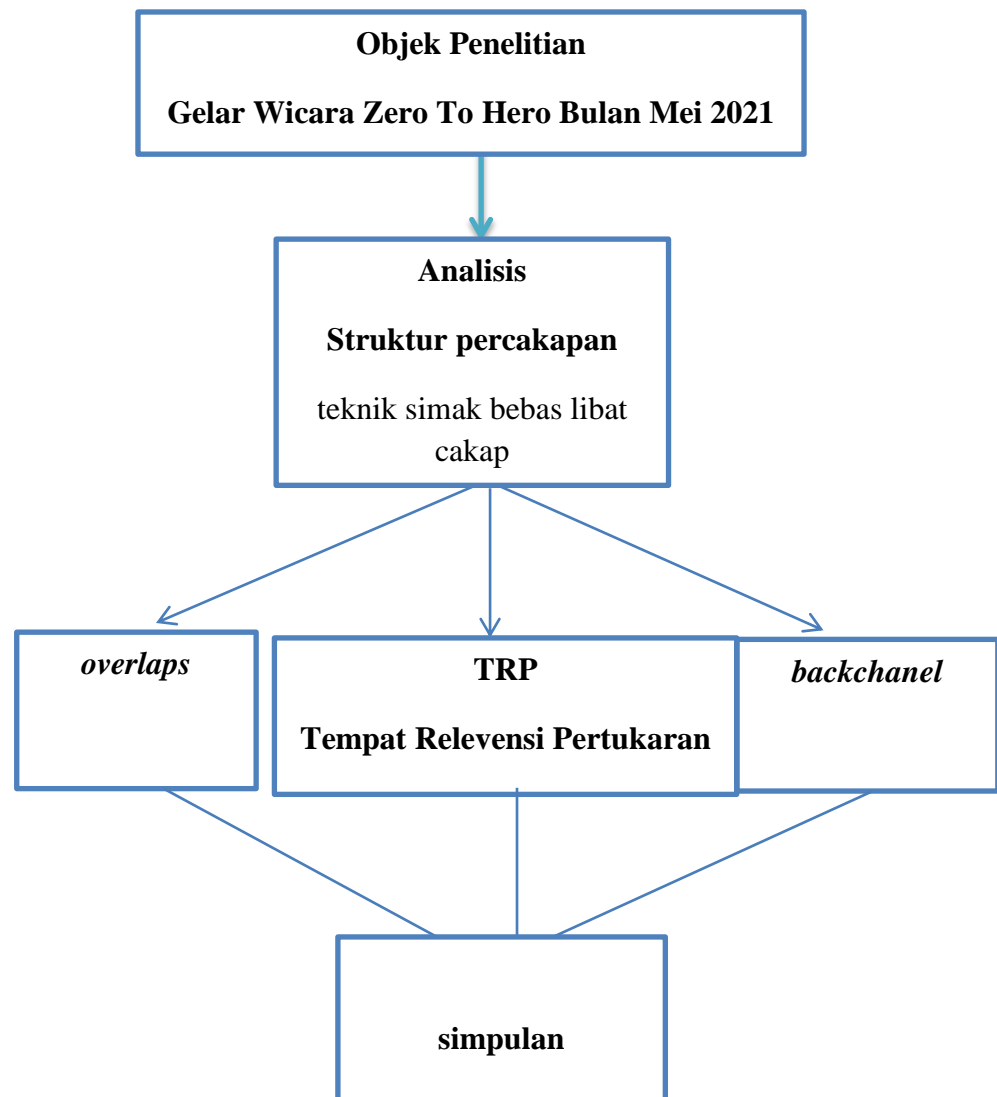 Objek Penelitian
Gelar Wicara Zero To Hero Bulan Mei 2021
Analisis
Struktur percakapan
teknik simak bebas libat
cakap
overlaps
TRP
Tempat Relevensi Pertukaran
backchanel
simpulan